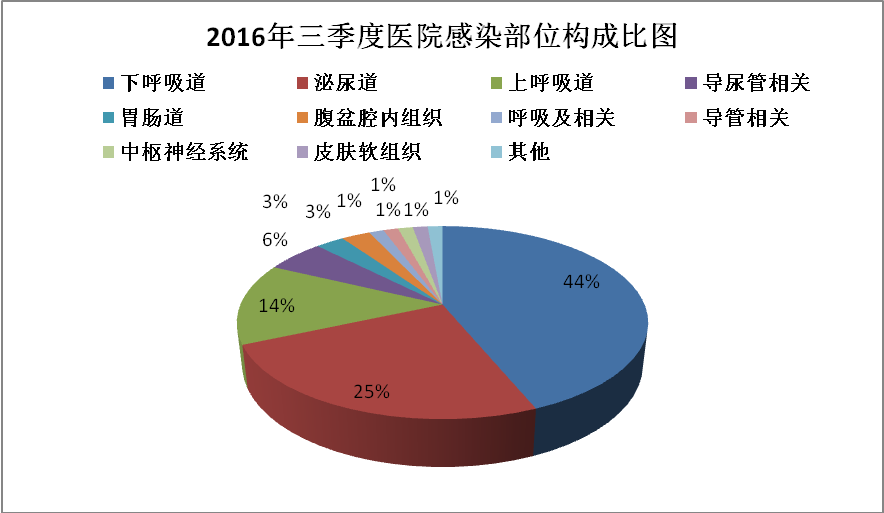 2016年三季度医院感染部位构成比图
下呼吸道 泌尿道 上呼吸道 导尿管相关
胃肠道 腹盆腔内组织 呼吸及相关 导管相关
中枢神经系统 皮肤软组织 其他
1%
3% 3% 1% 1% 1% 1%
6%
44%
14%
25%